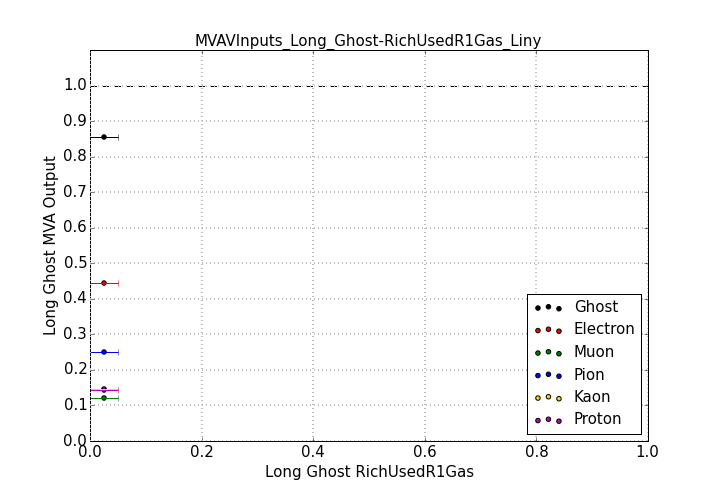 MVAVInputs_Long_Ghost-RichUsedR1Gas_Liny
1.0
0.9
0.8
0.7
0.6
0.5
0.4
0.3
0.2
0.1
0.0
Long Ghost MVA Output
Ghost
Electron
Muon
Pion
Kaon
Proton
0.0 0.2 0.4 0.6 0.8 1.0
Long Ghost RichUsedR1Gas